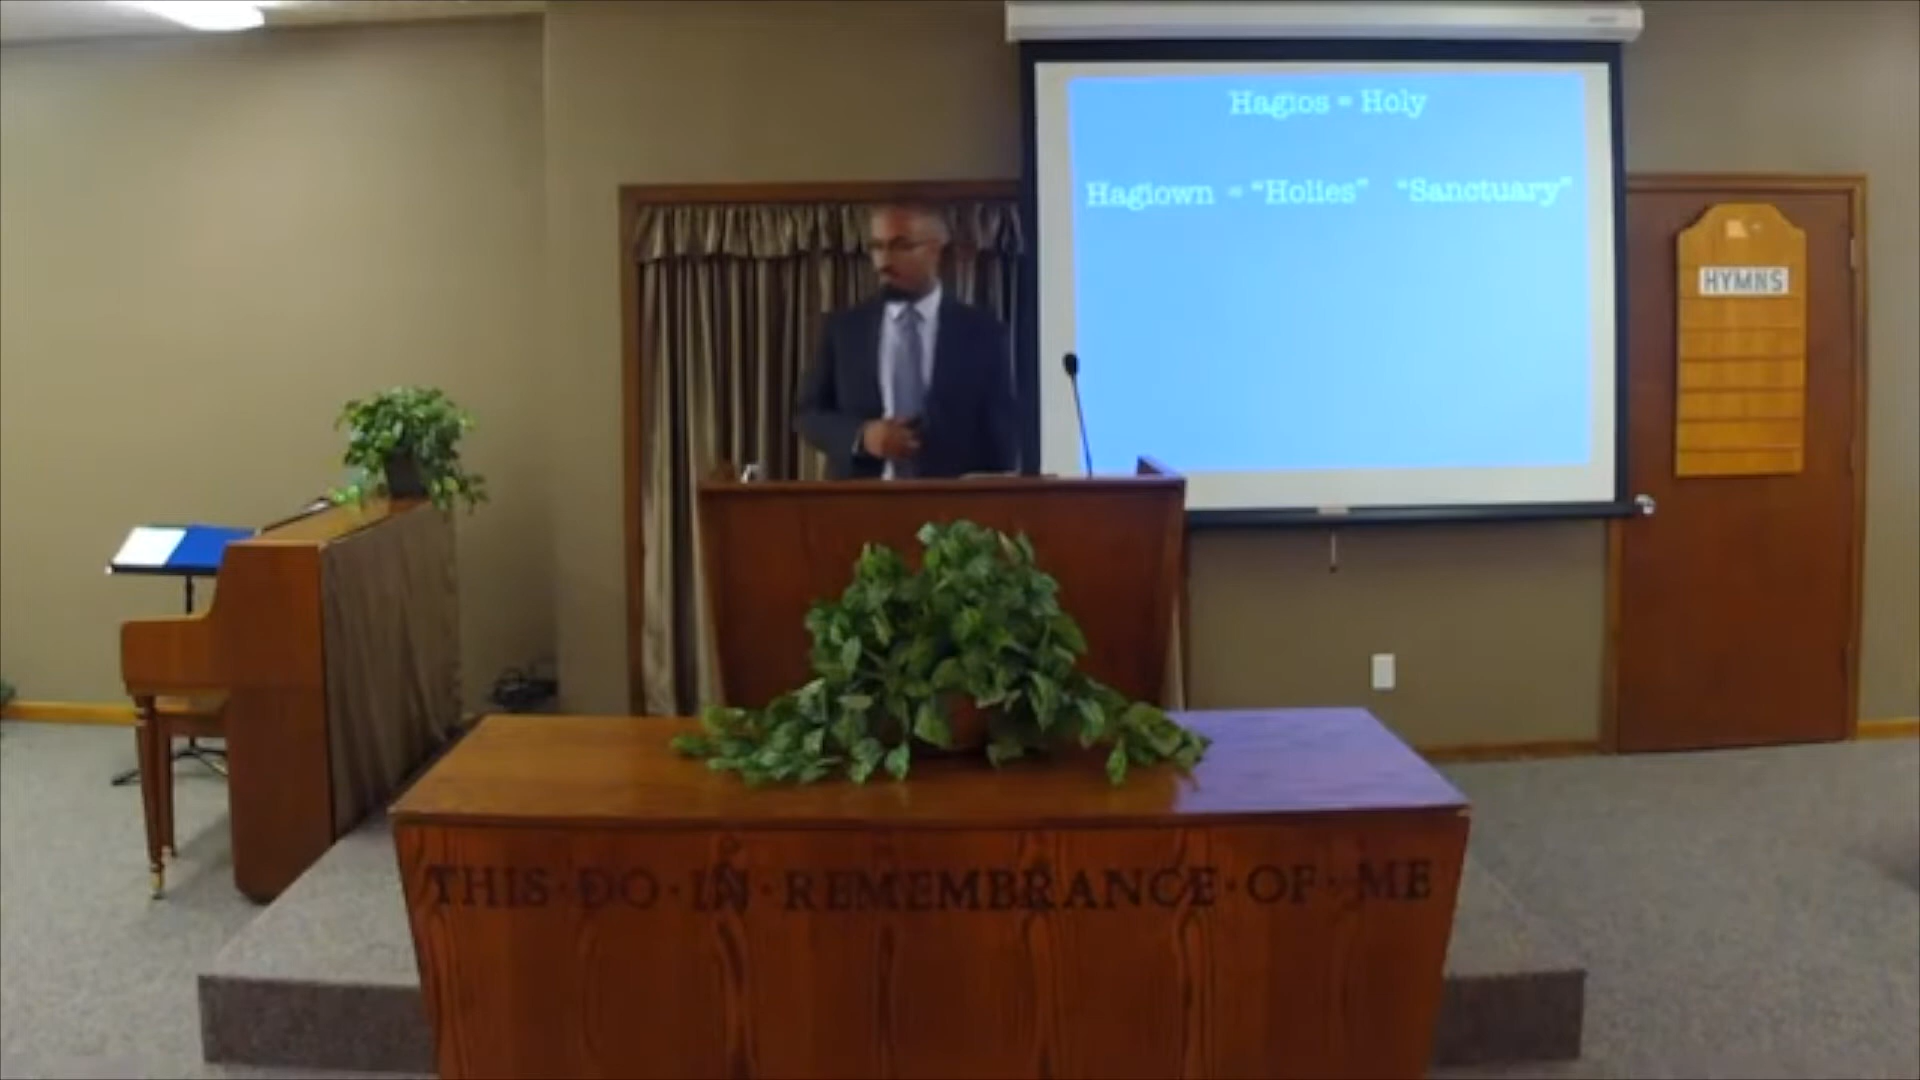 Hagios = Holy
Hagiown = "Holies" "Sanctuary"
HYMNS
THIS·DO·IN·REMEMBRANCE·OF·ME